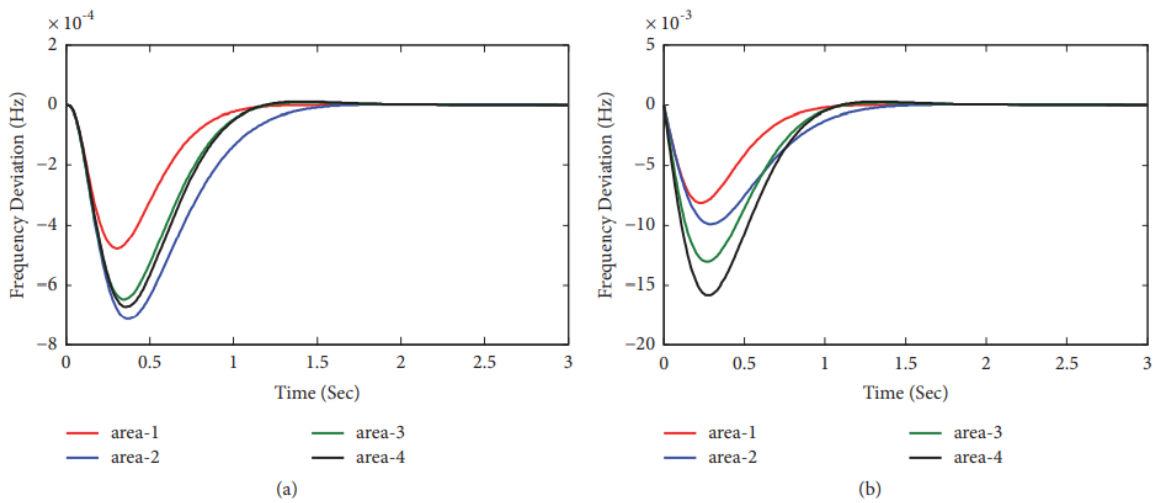 ×10⁻⁴
2
0
−2
−4
−6
−8
Frequency Deviation (Hz)
0 0.5 1 1.5 2 2.5 3
Time (Sec)
area-1 area-3
area-2 area-4
(a)
×10⁻³
5
0
−5
−10
−15
−20
Frequency Deviation (Hz)
0 0.5 1 1.5 2 2.5 3
Time (Sec)
area-1 area-3
area-2 area-4
(b)